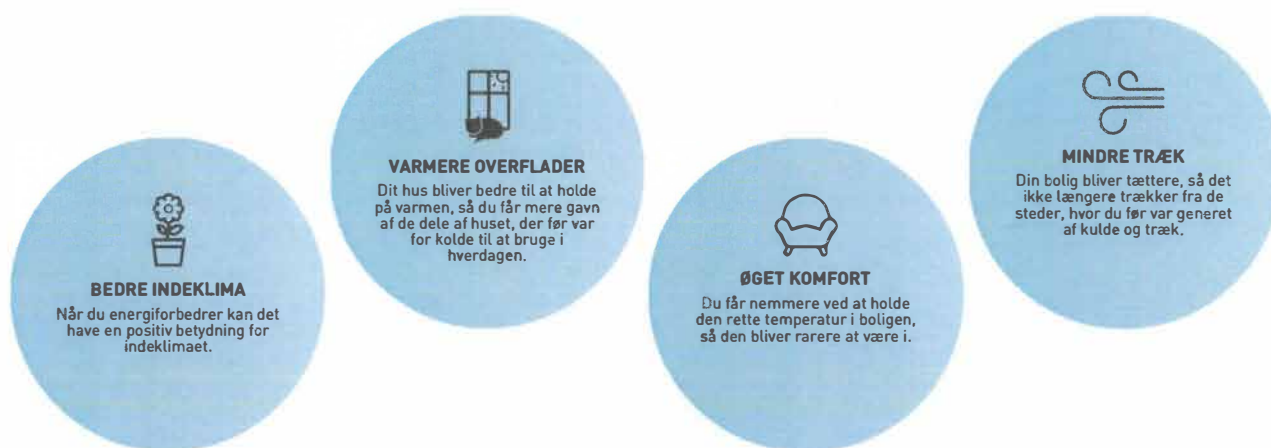 BEDRE INDEKLIMA
Når du energiforbedrer kan det
have en positiv betydning for
indeklimaet.
VARMERE OVERFLADER
Dit hus bliver bedre til at holde
på varmen, så du får mere gavn
af de dele af huset, der før var
for kolde til at bruge i
hverdagen.
ØGET KOMFORT
Du får nemmere ved at holde
den rette temperatur i boligen,
så den bliver rarere at være i.
MINDRE TRÆK
Din bolig bliver tættere, så det
ikke længere trækker fra de
steder, hvor du før var generet
af kulde og træk.